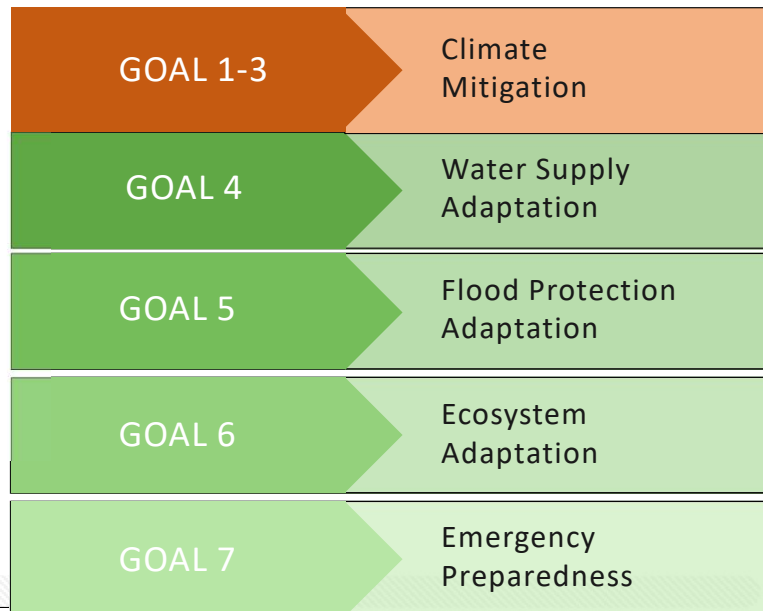 GOAL 1-3
Climate
Mitigation
GOAL 4
Water Supply
Adaptation
GOAL 5
Flood Protection
Adaptation
GOAL 6
Ecosystem
Adaptation
GOAL 7
Emergency
Preparedness